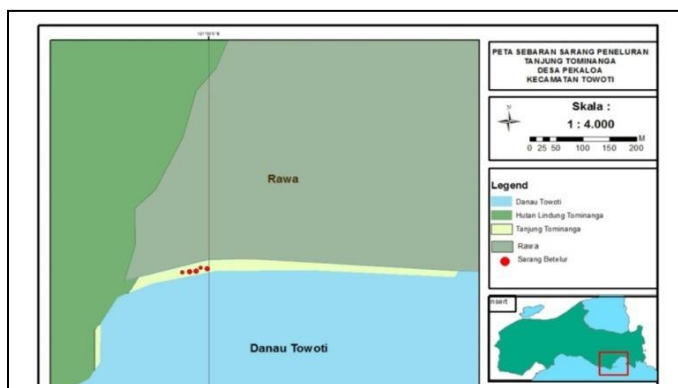 PETA SEBARAN SARANG PENELURAN
TANJUNG TOMINANGA
DESA PEKALOA
KECAMATAN TOWOTI
N
Skala :
1 : 4.000
M
0 25 50 100 150 200
Rawa
Legend
Danau Towoti
Hutan Lindung Tominanga
Tanjung Tominanga
Rawa
Sarang Betelur
nsert
Danau Towoti